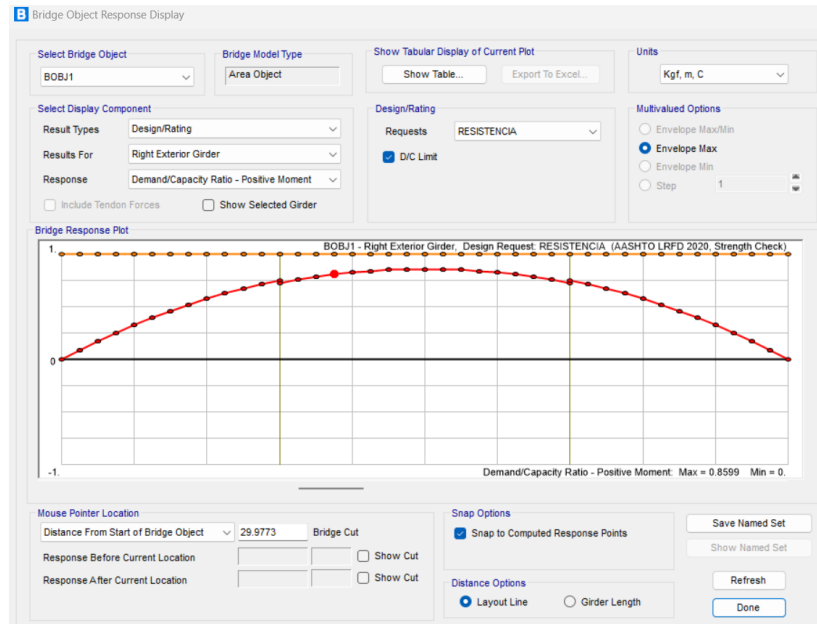 B Bridge Object Response Display
Select Bridge Object
BOBJ1
Bridge Model Type
Area Object
Show Tabular Display of Current Plot
Show Table...
Export To Excel...
Units
Kgf, m, C
Select Display Component
Result Types
Design/Rating
Results For
Right Exterior Girder
Response
Demand/Capacity Ratio - Positive Moment
Include Tendon Forces
Show Selected Girder
Design/Rating
Requests
RESISTENCIA
D/C Limit
Multivalued Options
Envelope Max/Min
Envelope Max
Envelope Min
Step
1
Bridge Response Plot
1.
BOBJ1 - Right Exterior Girder, Design Request: RESISTENCIA (AASHTO LRFD 2020, Strength Check)
0
-1.
Demand/Capacity Ratio - Positive Moment: Max = 0.8599 Min = 0.
Mouse Pointer Location
Distance From Start of Bridge Object
29.9773
Bridge Cut
Response Before Current Location
Show Cut
Response After Current Location
Show Cut
Snap Options
Snap to Computed Response Points
Distance Options
Layout Line
Girder Length
Save Named Set
Show Named Set
Refresh
Done